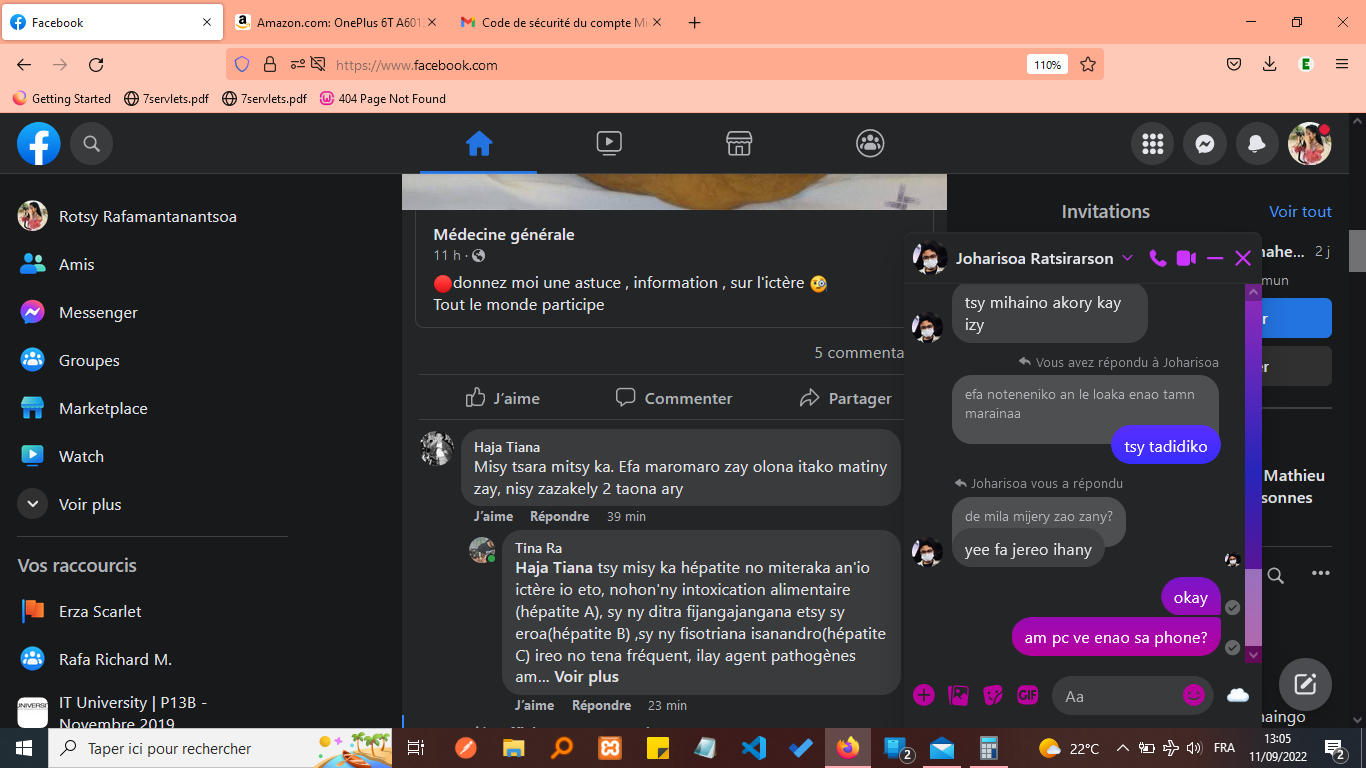 Facebook
Amazon.com: OnePlus 6T A601
Code de sécurité du compte Mi
https://www.facebook.com
110%
Getting Started
7servlets.pdf
7servlets.pdf
404 Page Not Found
Rotsy Rafamantanantsoa
Amis
Messenger
Groupes
Marketplace
Watch
Voir plus
Vos raccourcis
Erza Scarlet
Rafa Richard M.
IT University | P13B -
Novembre 2019
Médecine générale
11 h ·
🔴donnez moi une astuce , information , sur l'ictère 🧐
Tout le monde participe
5 commenta
J'aime
Commenter
Partager
Haja Tiana
Misy tsara mitsy ka. Efa maromaro zay olona itako matiny
zay, nisy zazakely 2 taona ary
J'aime Répondre 39 min
Tina Ra
Haja Tiana tsy misy ka hépatite no miteraka an'io
ictère io eto, nohon'ny intoxication alimentaire
(hépatite A), sy ny ditra fijangajangana etsy sy
eroa(hépatite B) ,sy ny fisotriana isanandro(hépatite
C) ireo no tena fréquent, ilay agent pathogènes
am... Voir plus
J'aime Répondre 23 min
Invitations
Voir tout
ahe...
2 j
mun
r
er
Mathieu
sonnes
aingo
Joharisoa Ratsirarson
tsy mihaino akory kay
izy
Vous avez répondu à Joharisoa
efa noteneniko an le loaka enao tamn
marainaa
tsy tadidiko
Joharisoa vous a répondu
de mila mijery zao zany?
yee fa jereo ihany
okay
am pc ve enao sa phone?
GIF
Aa
Taper ici pour rechercher
2
22°C
FRA
13:05
11/09/2022
2